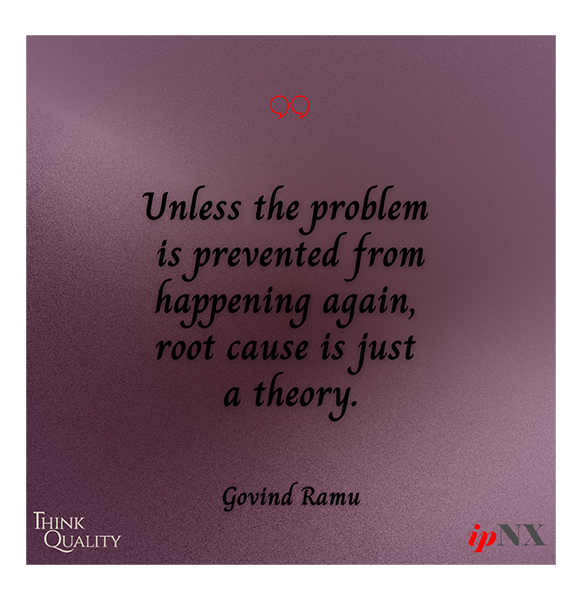 Unless the problem
is prevented from
happening again,
root cause is just
a theory.
Govind Ramu
THINK
QUALITY
ipNX